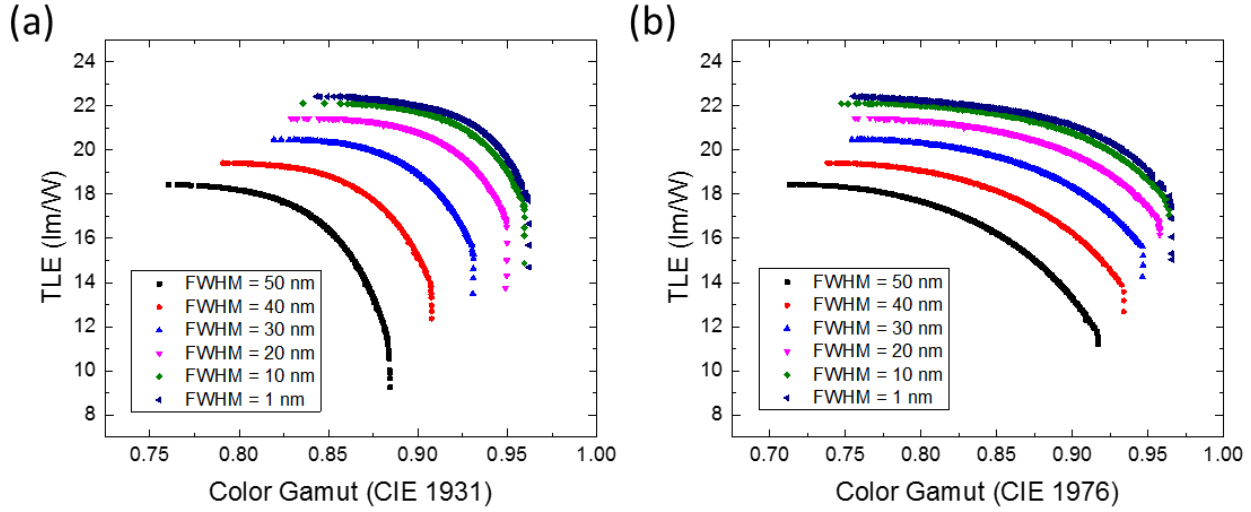 (a)
24
22
20
18
16
14
12
10
8
TLE (lm/W)
FWHM = 50 nm
FWHM = 40 nm
FWHM = 30 nm
FWHM = 20 nm
FWHM = 10 nm
FWHM = 1 nm
0.75 0.80 0.85 0.90 0.95 1.00
Color Gamut (CIE 1931)
(b)
24
22
20
18
16
14
12
10
8
TLE (lm/W)
FWHM = 50 nm
FWHM = 40 nm
FWHM = 30 nm
FWHM = 20 nm
FWHM = 10 nm
FWHM = 1 nm
0.70 0.75 0.80 0.85 0.90 0.95 1.00
Color Gamut (CIE 1976)